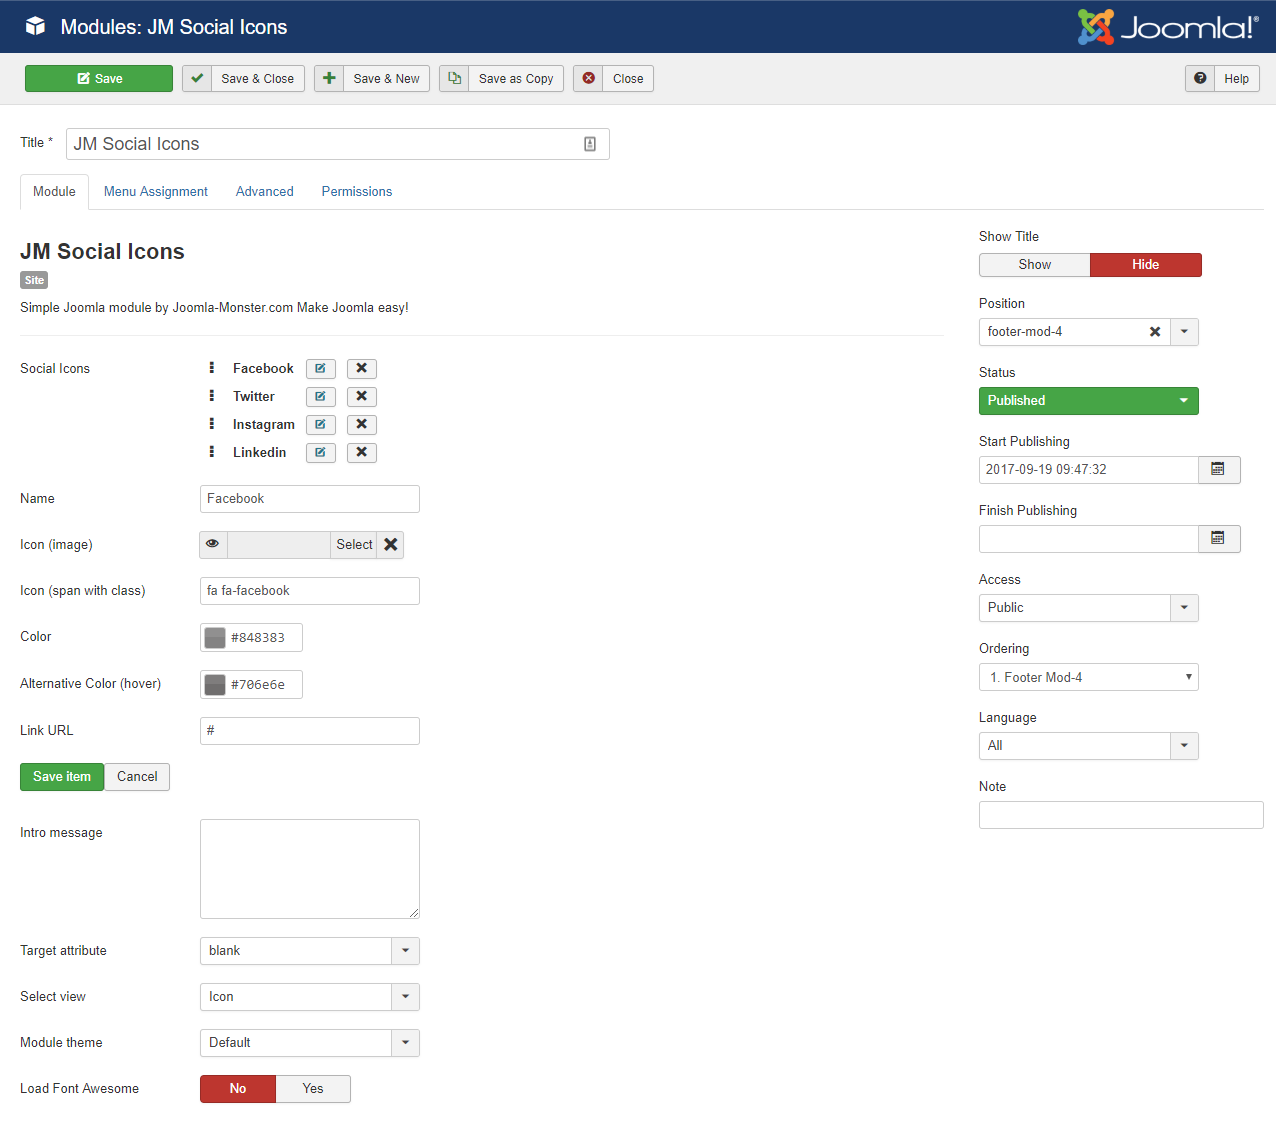 Modules: JM Social Icons
Joomla!®
Save
Save & Close
Save & New
Save as Copy
Close
Help
Title *
JM Social Icons
Module
Menu Assignment
Advanced
Permissions
JM Social Icons
Site
Simple Joomla module by Joomla-Monster.com Make Joomla easy!
Social Icons
Facebook
Twitter
Instagram
Linkedin
Name
Facebook
Icon (image)
Select
Icon (span with class)
fa fa-facebook
Color
#848383
Alternative Color (hover)
#706e6e
Link URL
#
Save item
Cancel
Intro message
Target attribute
blank
Select view
Icon
Module theme
Default
Load Font Awesome
No
Yes
Show Title
Show
Hide
Position
footer-mod-4
Status
Published
Start Publishing
2017-09-19 09:47:32
Finish Publishing
Access
Public
Ordering
1. Footer Mod-4
Language
All
Note